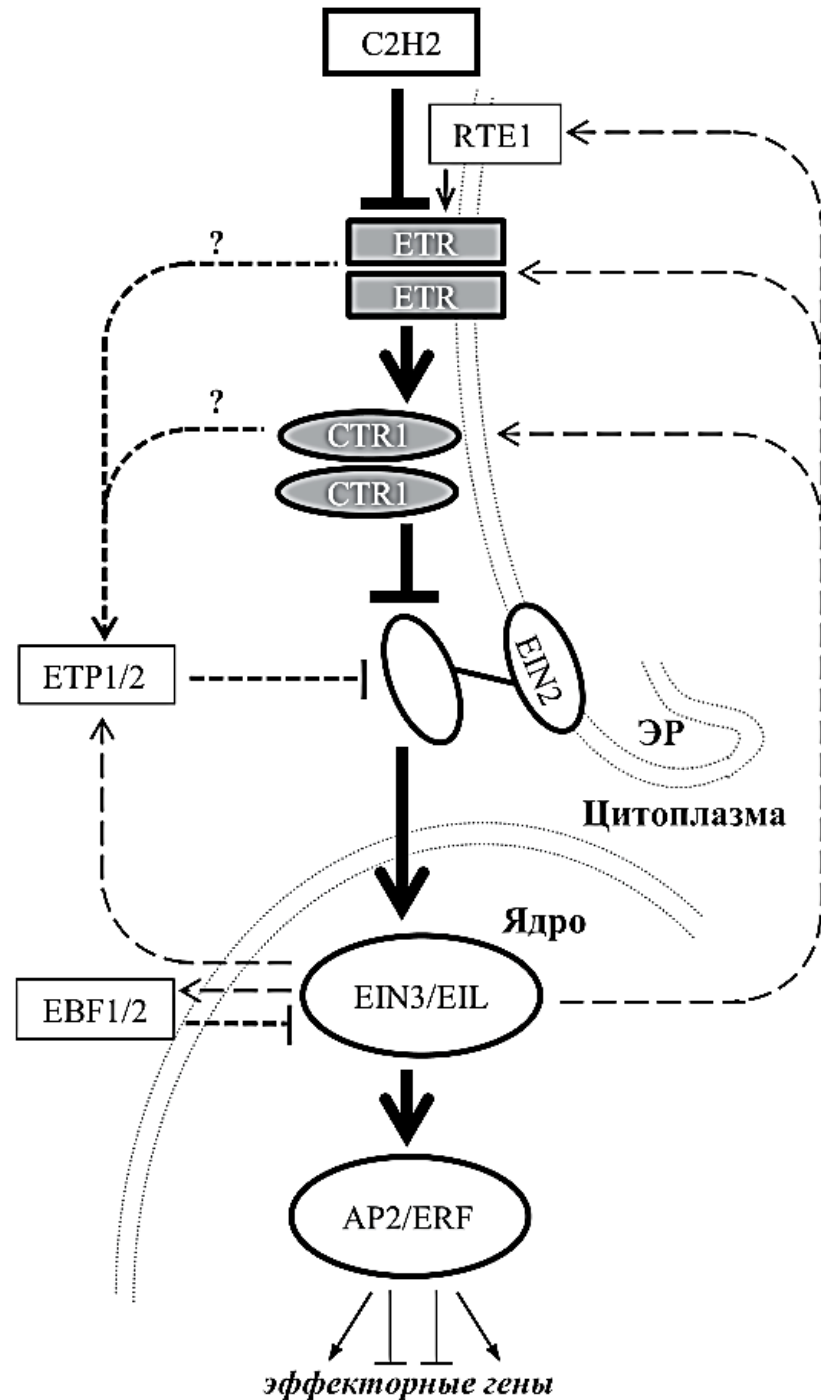 C2H2
RTE1
ETR
?
ETR
?
CTR1
CTR1
EIN2
ETP1/2
ЭР
Цитоплазма
Ядро
EIN3/EIL
EBF1/2
AP2/ERF
эффекторные гены